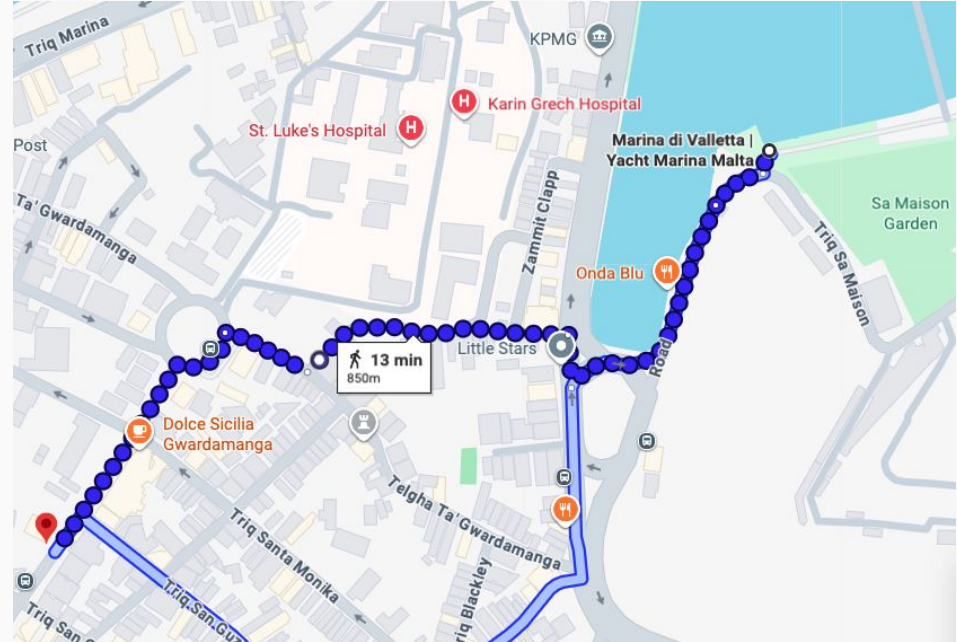 Triq Marina
KPMG
Karin Grech Hospital
St. Luke's Hospital
Marina di Valletta |
Yacht Marina Malta
Post
Ta' Gwardamanga
Zammit Clapp
Sa Maison
Garden
Triq Sa Maison
Onda Blu
Little Stars
Road
13 min
850m
Dolce Sicilia
Gwardamanga
Telgha Ta' Gwardamanga
Triq Santa Monika
Triq Blackley
Triq San Guz
Triq San